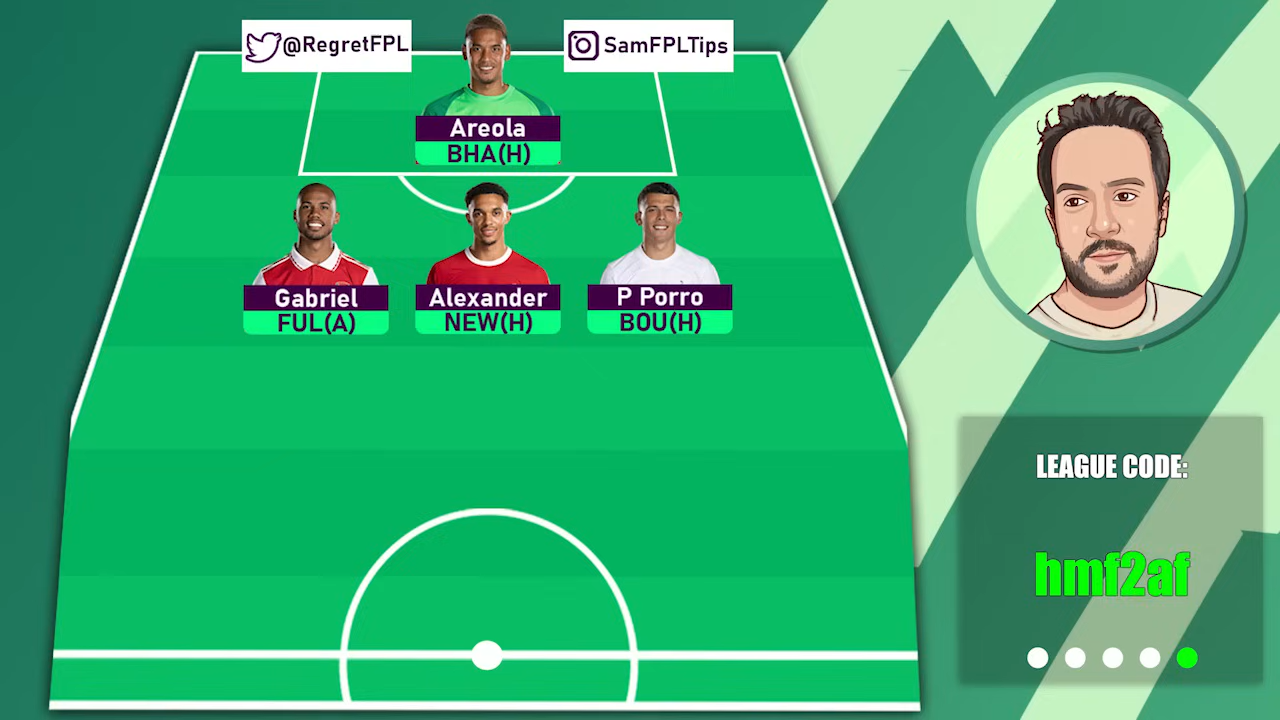 @RegretFPL
SamFPLTips
Areola
BHA(H)
Gabriel
FUL(A)
Alexander
NEW(H)
P Porro
BOU(H)
LEAGUE CODE:
hmf2af